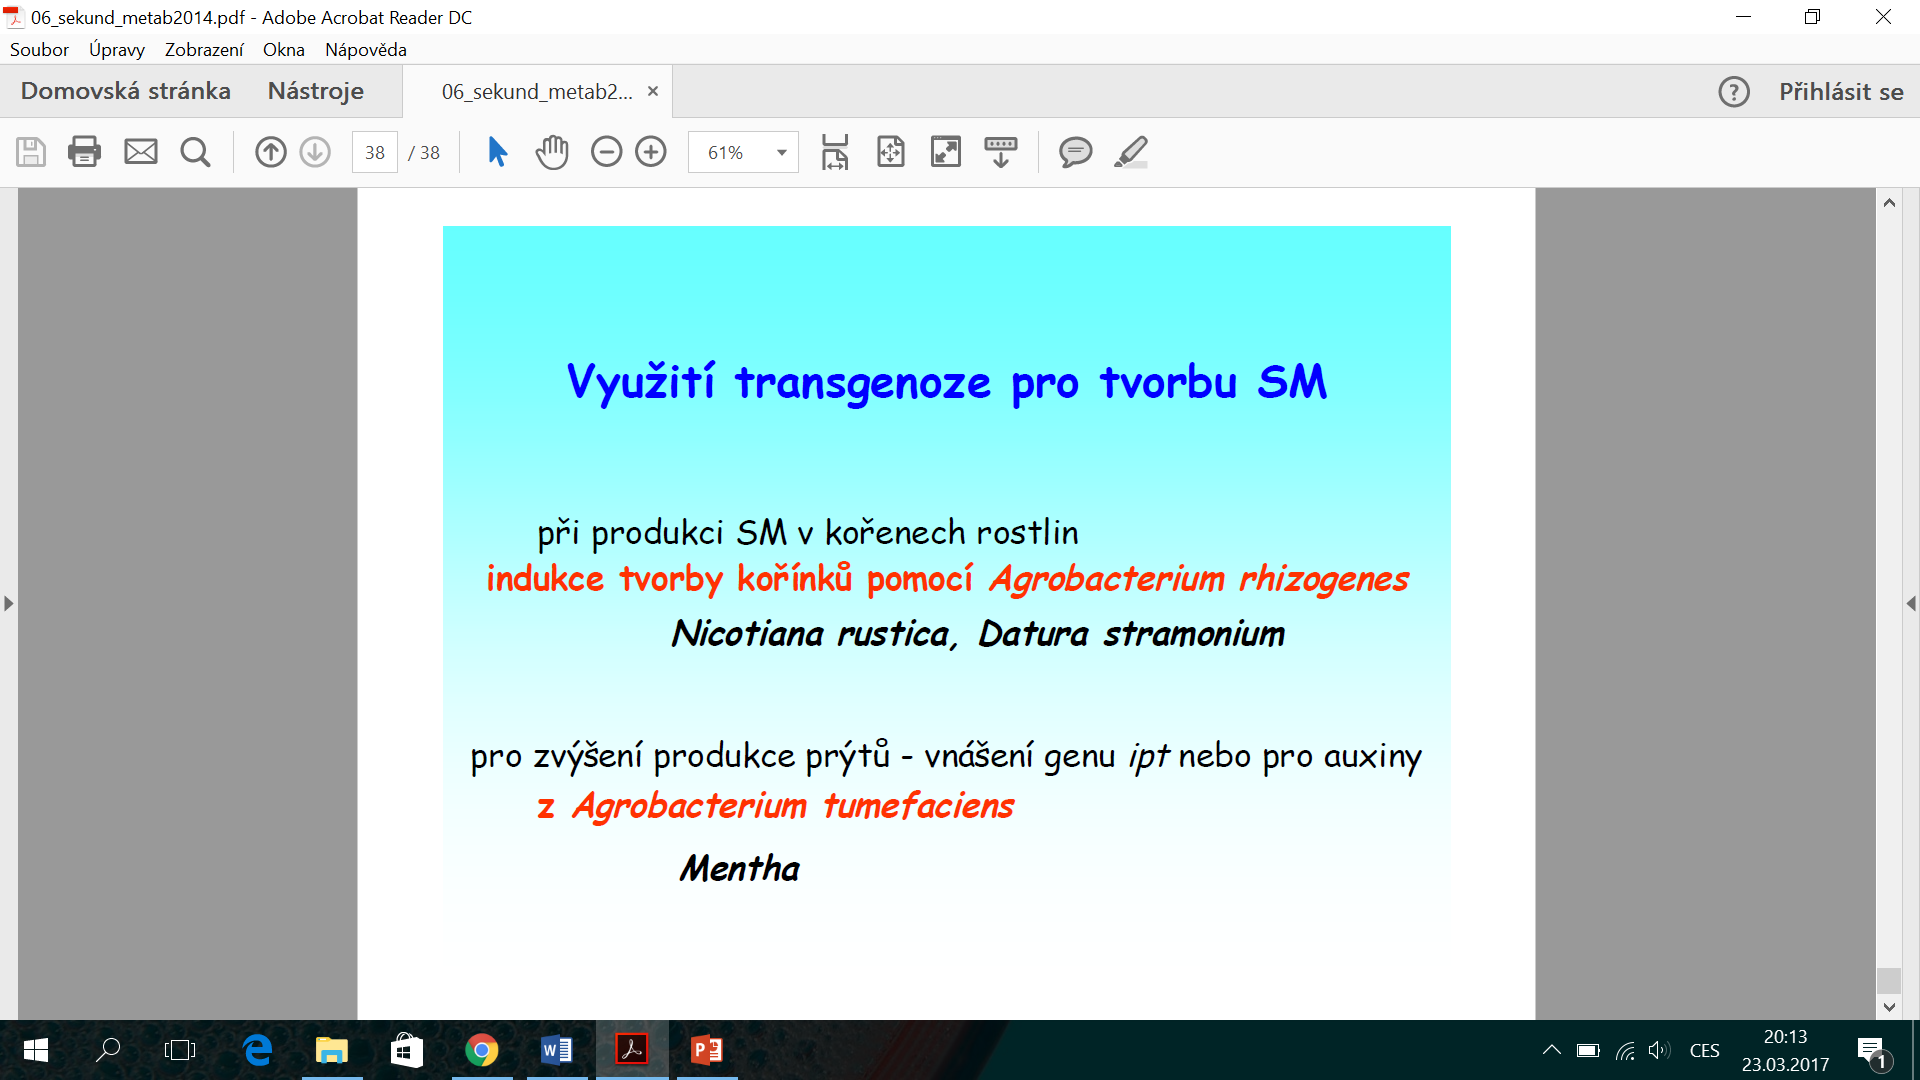 06_sekund_metab2014.pdf - Adobe Acrobat Reader DC
Soubor Úpravy Zobrazení Okna Nápověda
Domovská stránka Nástroje 06_sekund_metab2... × ? Přihlásit se
38 / 38 61%
Využití transgenoze pro tvorbu SM
při produkci SM v kořenech rostlin
indukce tvorby kořínků pomocí Agrobacterium rhizogenes
Nicotiana rustica, Datura stramonium
pro zvýšení produkce prýtů - vnášení genu ipt nebo pro auxiny
z Agrobacterium tumefaciens
Mentha
CES
20:13
23.03.2017
1